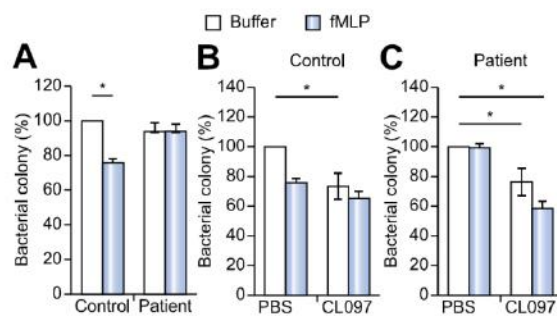 Buffer fMLP
A B C
Control Patient
*
* * *
Bacterial colony (%)
120
100
80
60
40
20
0
Control Patient
Bacterial colony (%)
140
120
100
80
60
40
20
0
PBS CL097
Bacterial colony (%)
140
120
100
80
60
40
20
0
PBS CL097